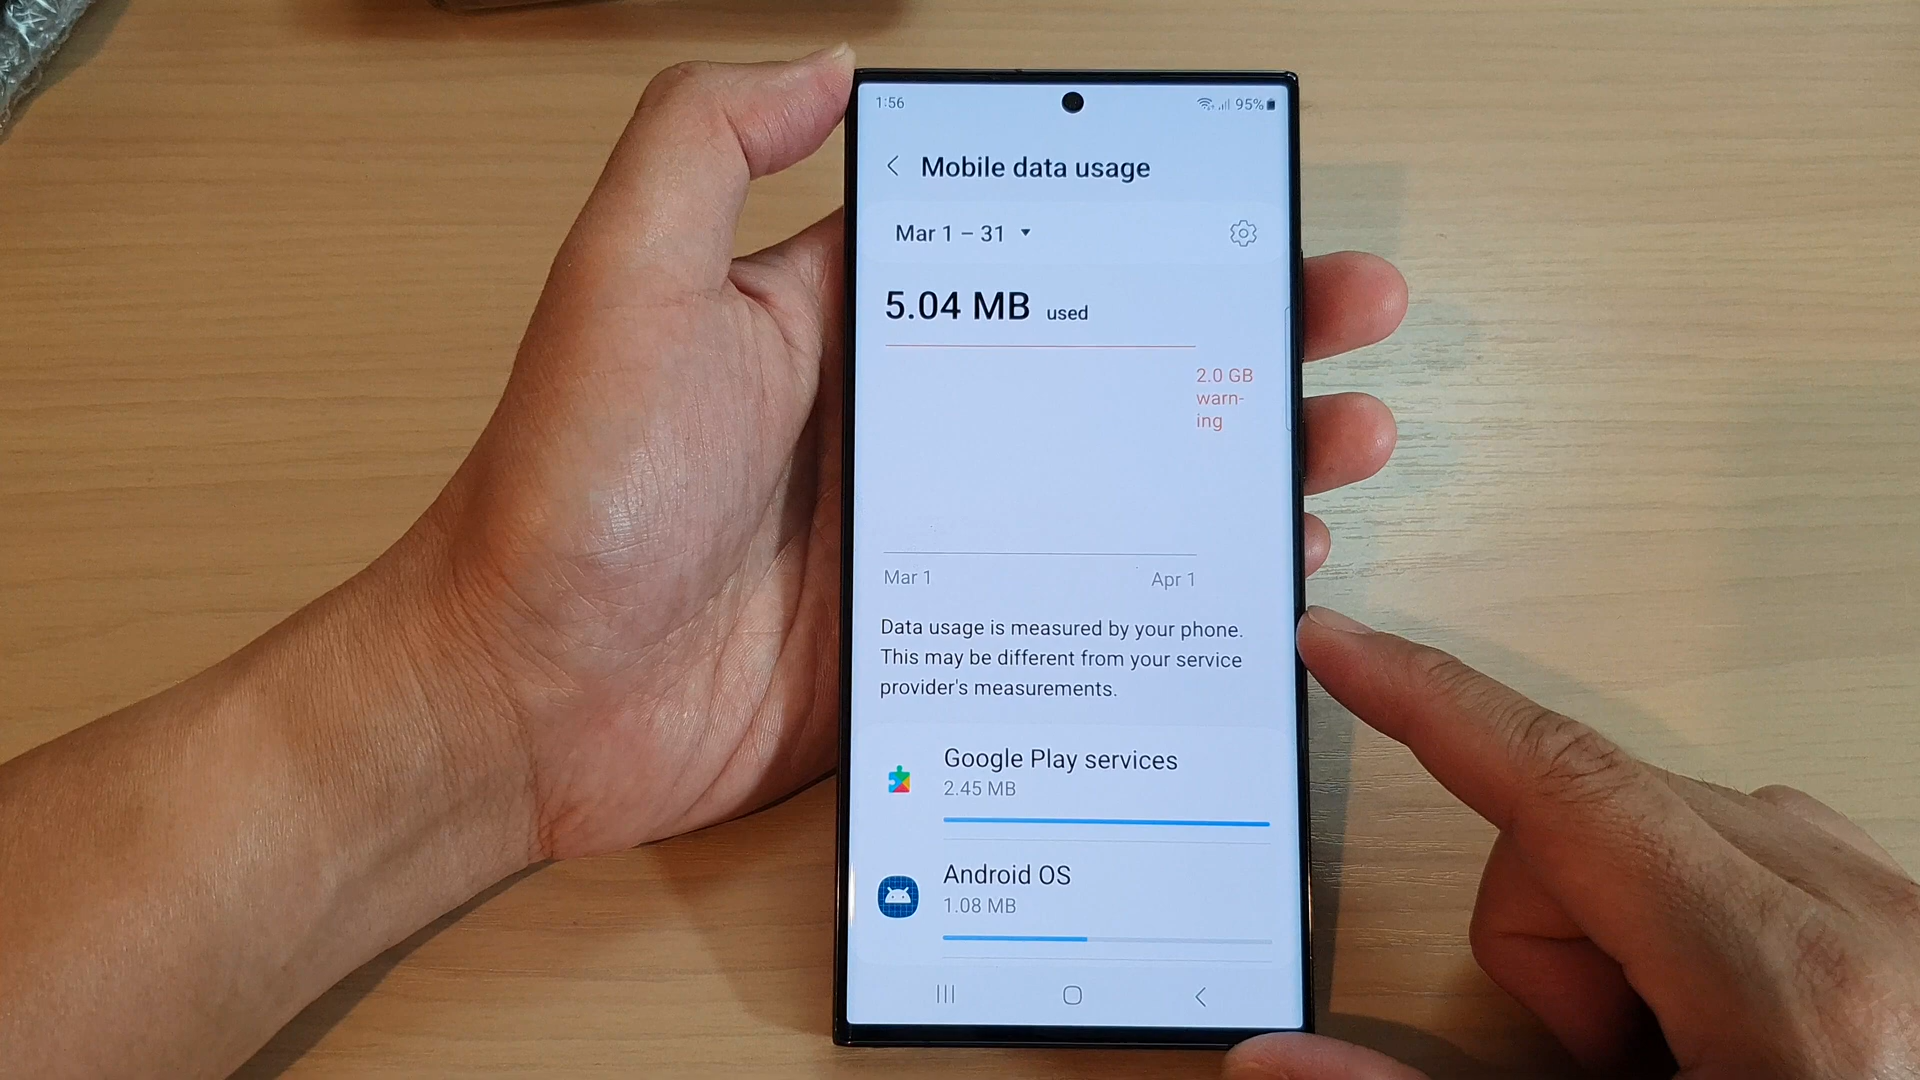 1:56
95%
Mobile data usage
Mar 1 – 31
5.04 MB used
2.0 GB
warn-
ing
Mar 1
Apr 1
Data usage is measured by your phone.
This may be different from your service
provider's measurements.
Google Play services
2.45 MB
Android OS
1.08 MB